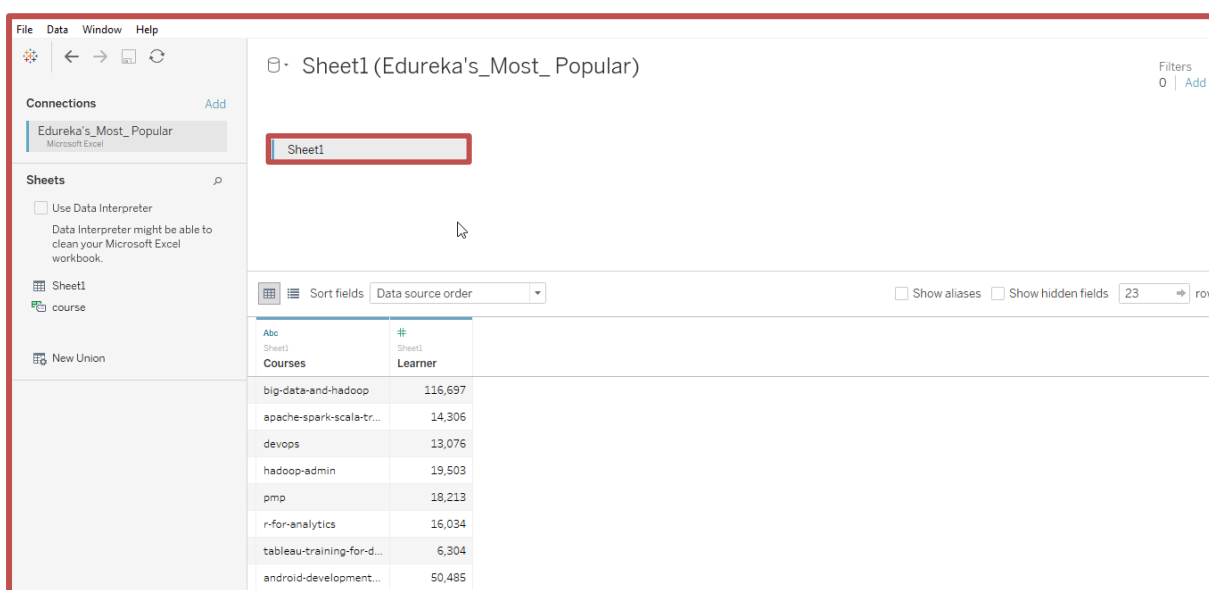 File Data Window Help
Sheet1 (Edureka's_Most_ Popular)
Filters
0 Add
Connections Add
Edureka's_Most_ Popular
Microsoft Excel
Sheet1
Sheets
Use Data Interpreter
Data Interpreter might be able to
clean your Microsoft Excel
workbook.
Sheet1
course
New Union
Sort fields Data source order
Show aliases Show hidden fields 23 rov
Abc #
Sheet1 Sheet1
Courses Learner
big-data-and-hadoop 116,697
apache-spark-scala-tr... 14,306
devops 13,076
hadoop-admin 19,503
pmp 18,213
r-for-analytics 16,034
tableau-training-for-d... 6,304
android-development... 50,485